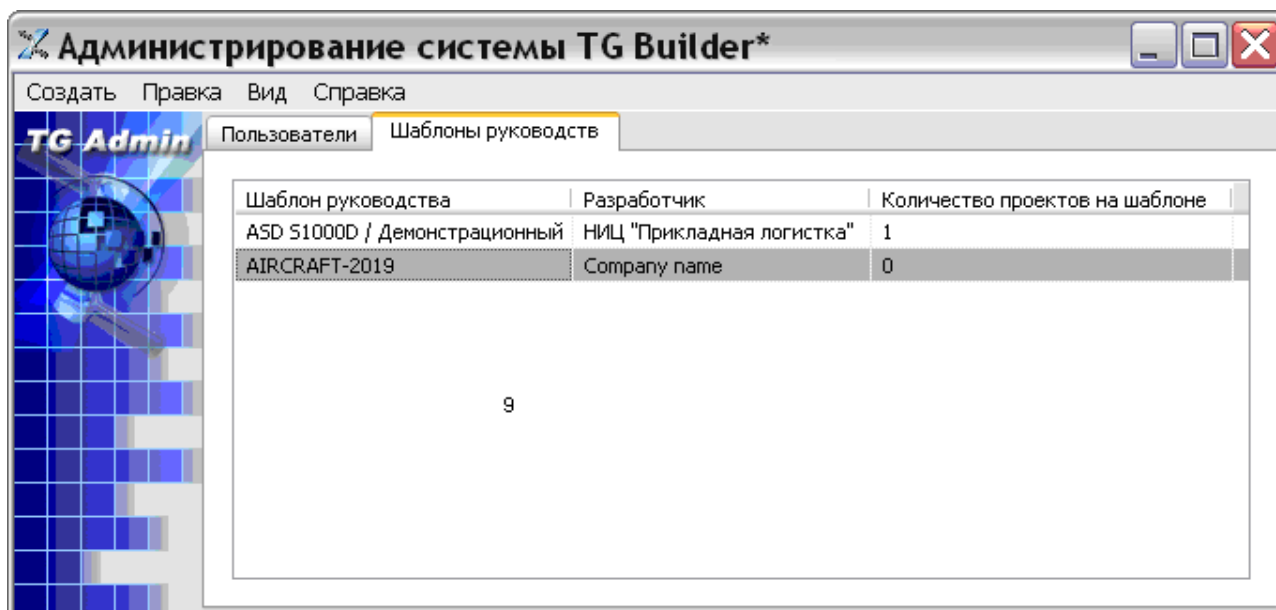 Администрирование системы TG Builder*
Создать Правка Вид Справка
TG Admin Пользователи Шаблоны руководств
Шаблон руководства Разработчик Количество проектов на шаблоне
ASD S1000D / Демонстрационный НИЦ "Прикладная логистка" 1
AIRCRAFT-2019 Company name 0
9